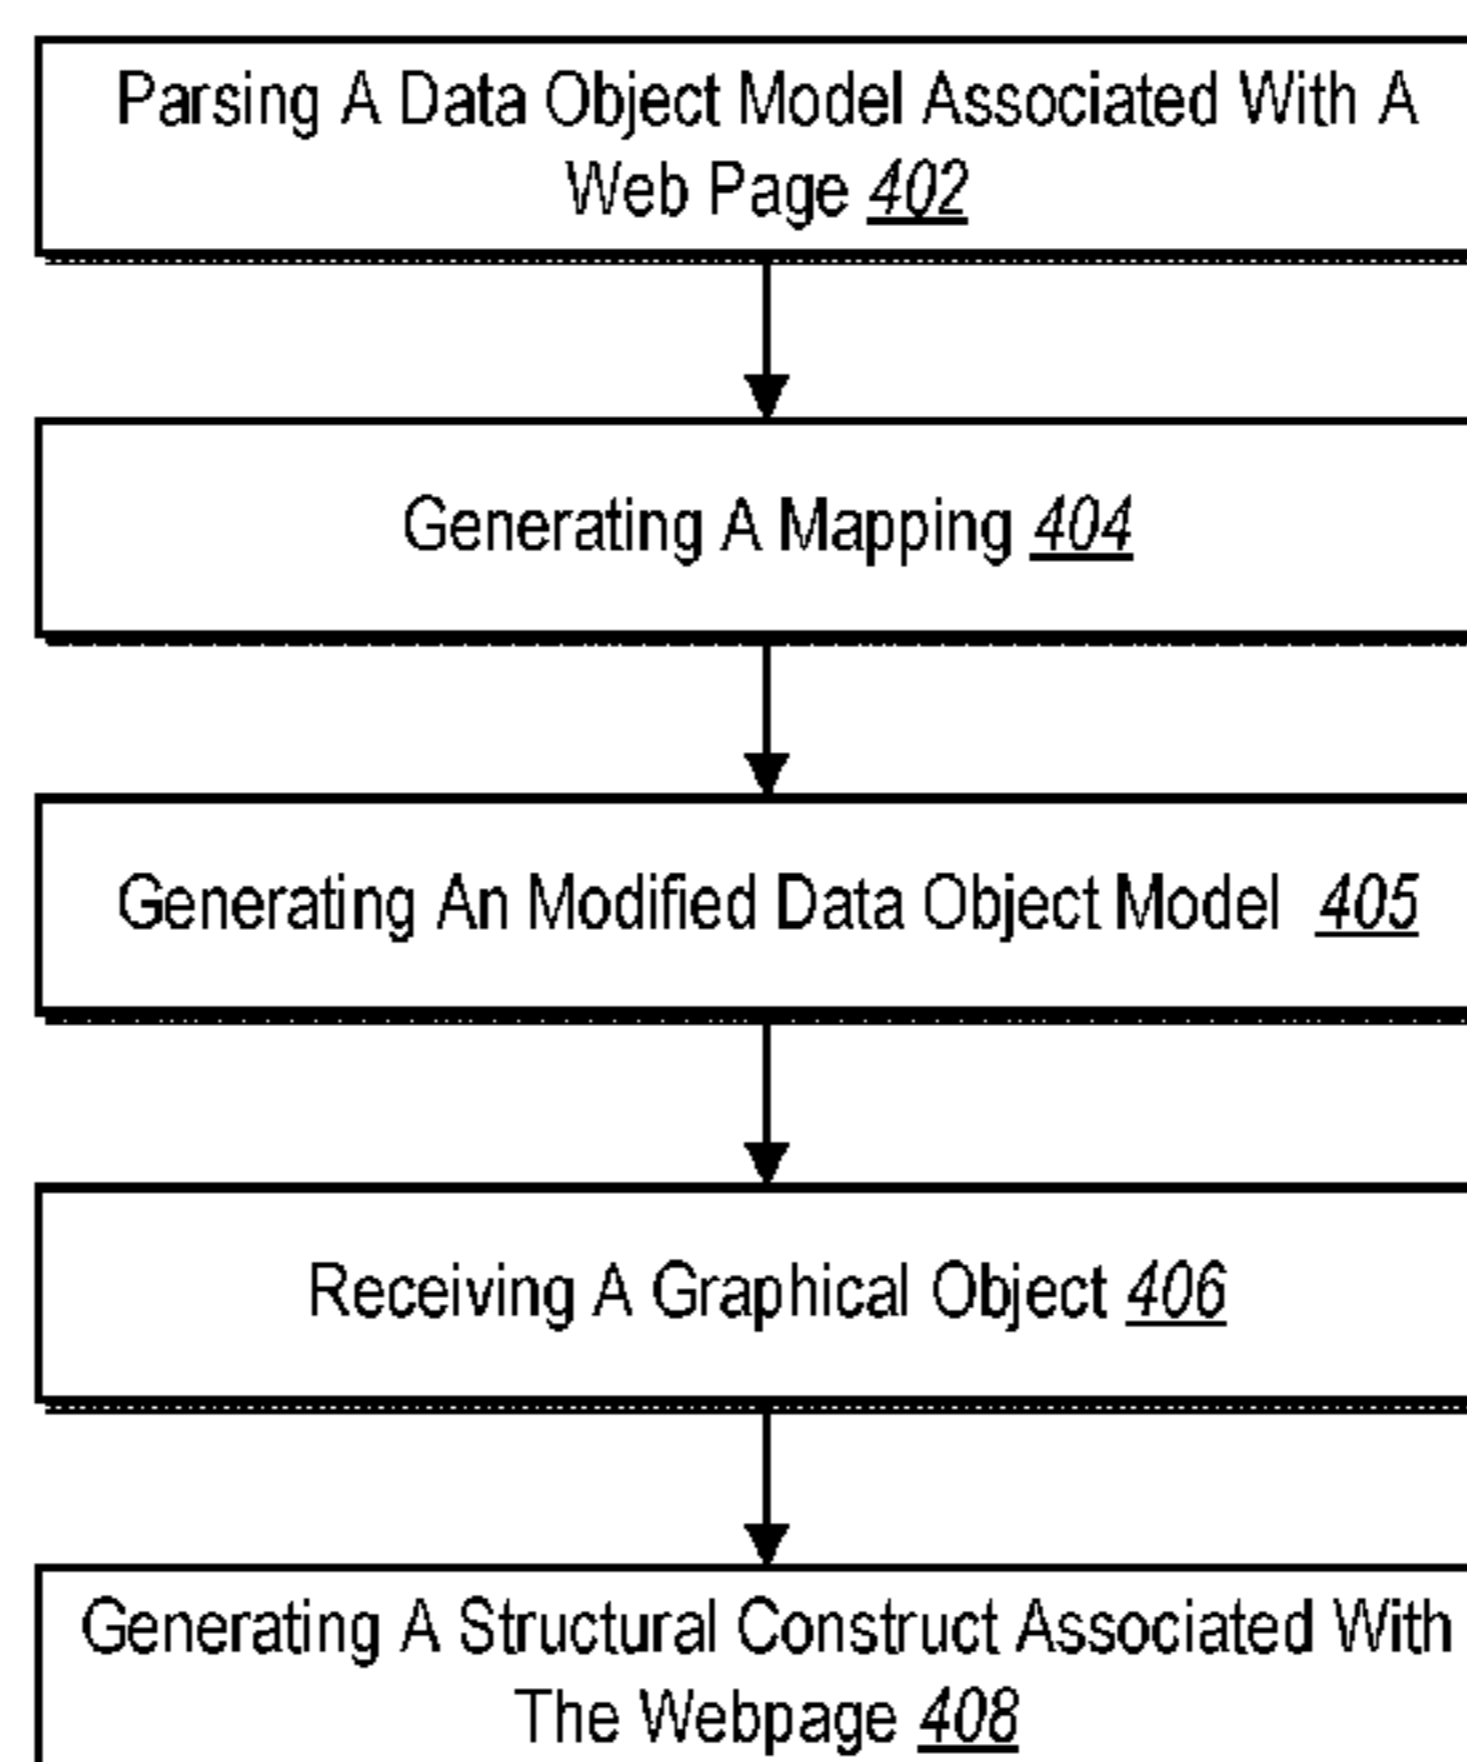 Parsing A Data Object Model Associated With A
Web Page 402
Generating A Mapping 404
Generating An Modified Data Object Model 405
Receiving A Graphical Object 406
Generating A Structural Construct Associated With
The Webpage 408